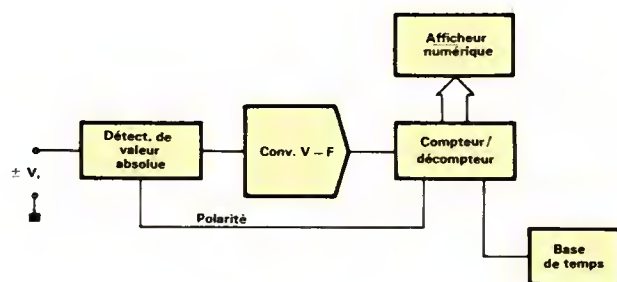 Afficheur
numérique
Détect. de
valeur
absolue
Conv. V – F
Compteur/
décompteur
± V.
Polarité
Base
de temps